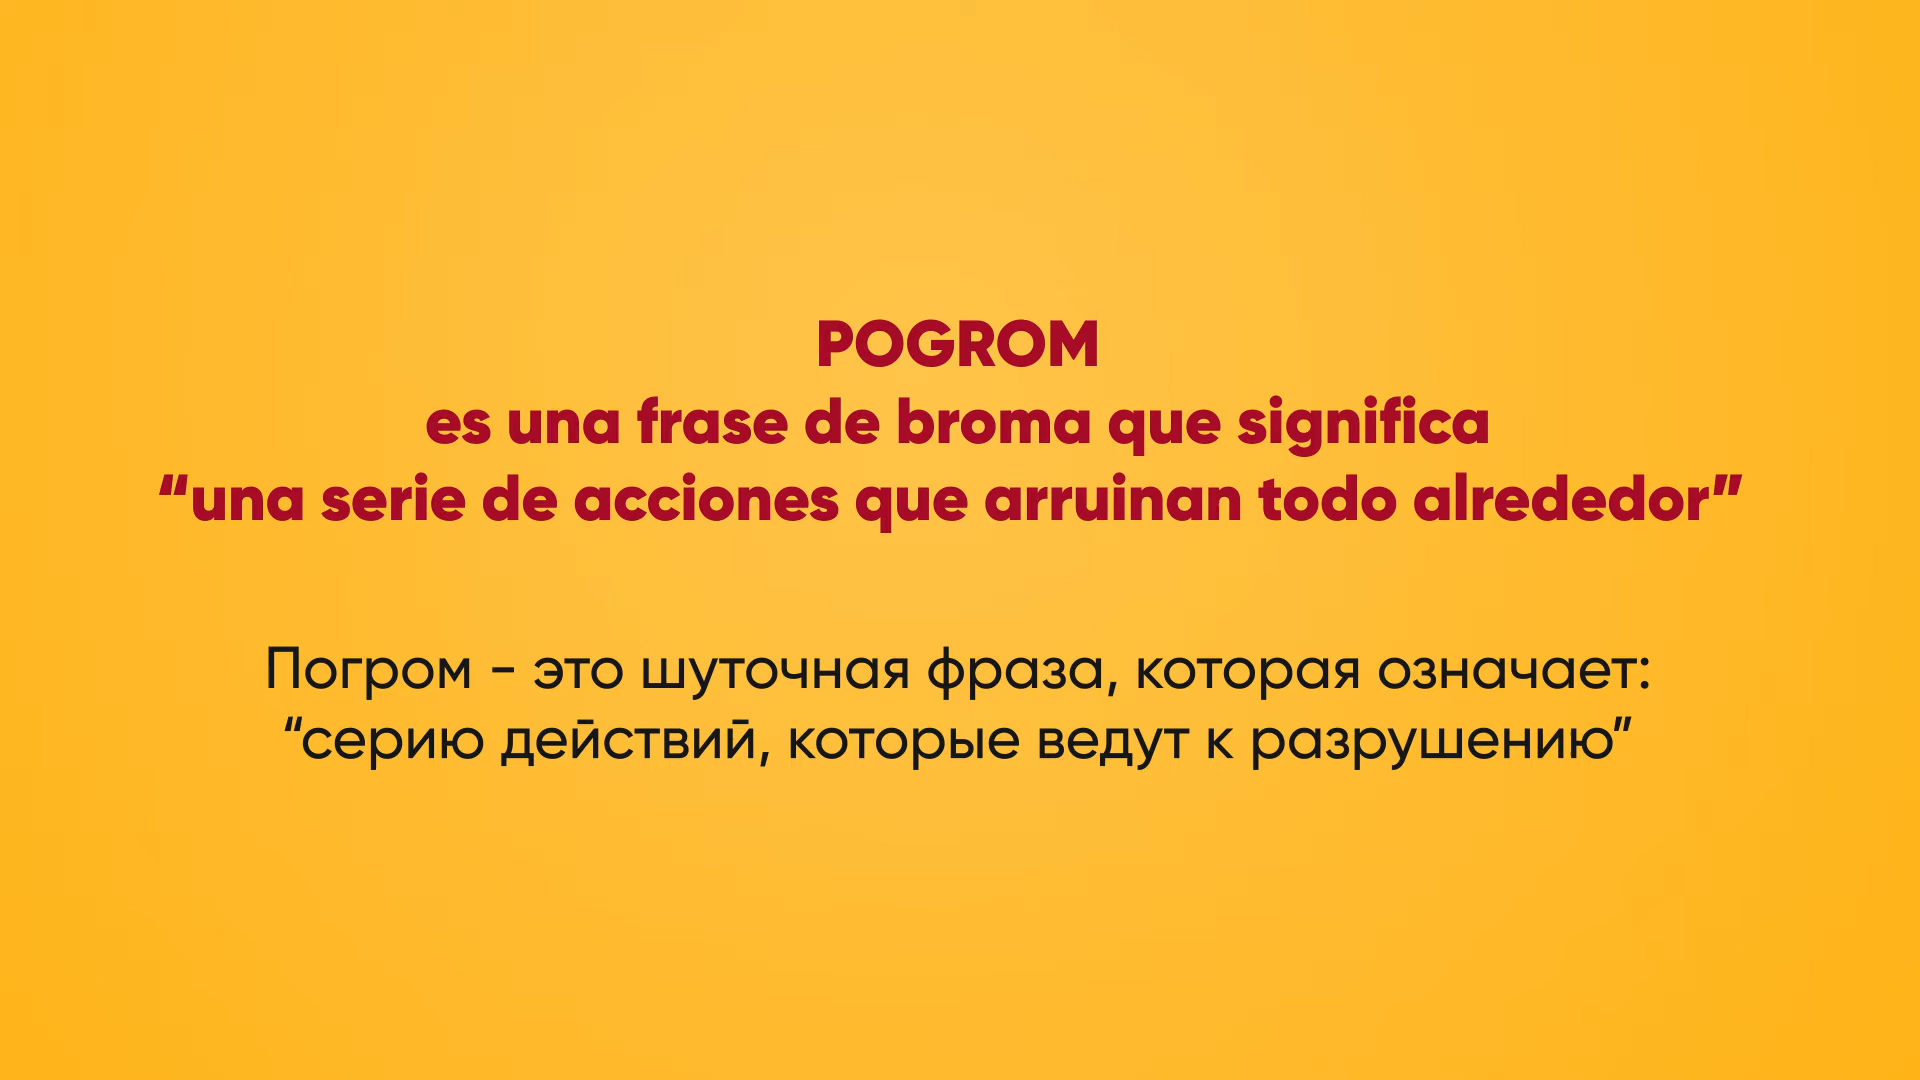 POGROM
es una frase de broma que significa
“una serie de acciones que arruinan todo alrededor”
Погром - это шуточная фраза, которая означает:
“серию действий, которые ведут к разрушению”